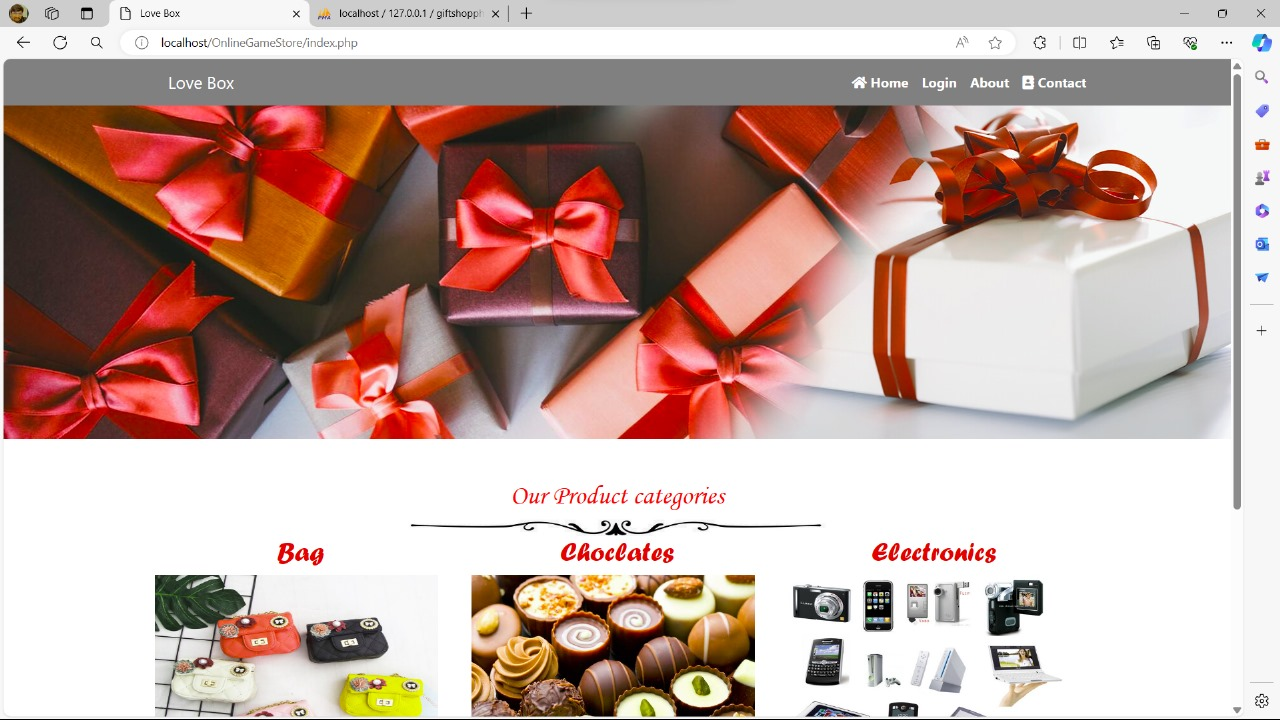 Love Box
localhost / 127.0.0.1 / giftshopph
localhost/OnlineGameStore/index.php
Love Box
Home Login About Contact
Our Product categories
Bag
Choclates
Electronics